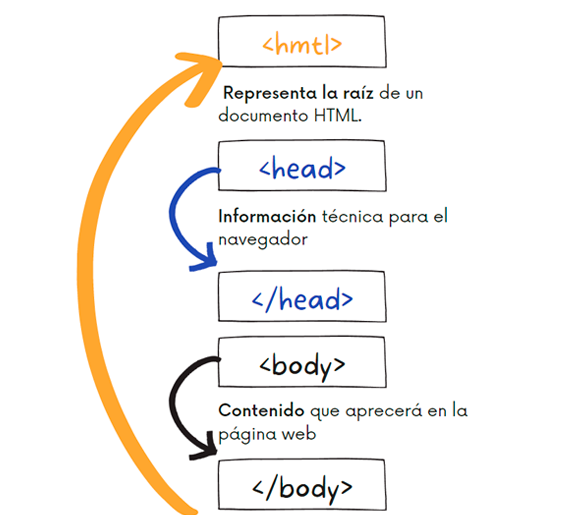 <hmtl>
Representa la raíz de un
documento HTML.
<head>
Información técnica para el
navegador
</head>
<body>
Contenido que aprecerá en la
página web
</body>